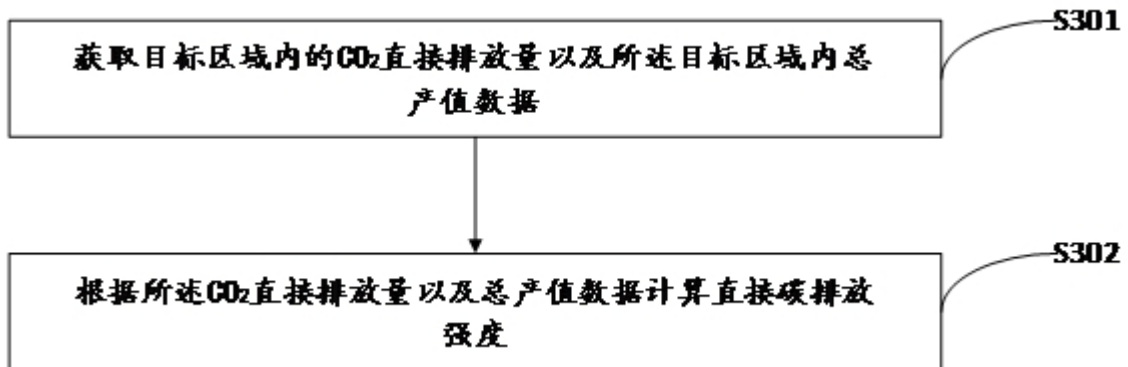 S301
获取目标区域内的CO₂直接排放量以及所述目标区域内总
产值数据
S302
根据所述CO₂直接排放量以及总产值数据计算直接碳排放
强度